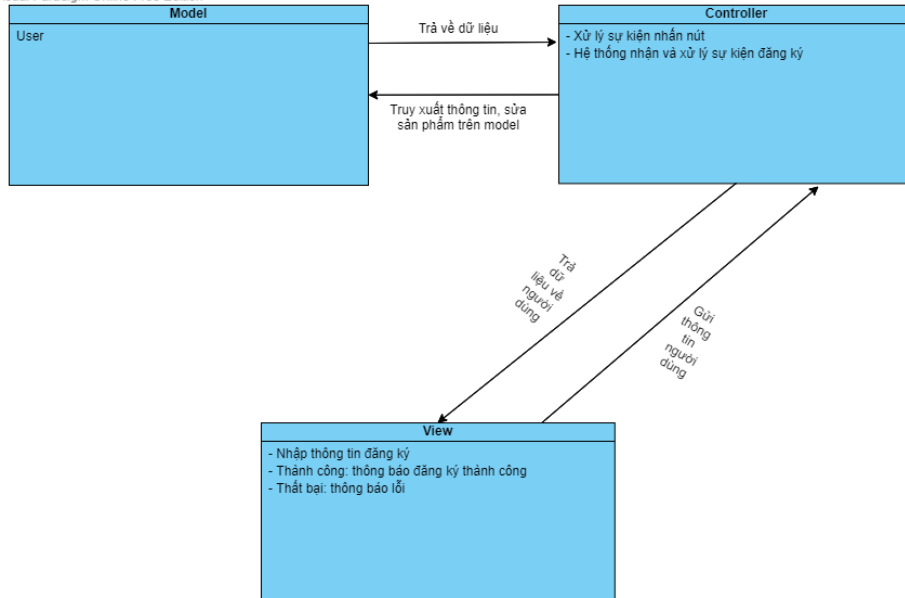 Model
User
Trả về dữ liệu
Truy xuất thông tin, sửa
sản phẩm trên model
Controller
- Xử lý sự kiện nhấn nút
- Hệ thống nhận và xử lý sự kiện đăng ký
Trả
dữ
liệu về
người
dùng
Gửi
thông
tin
người
dùng
View
- Nhập thông tin đăng ký
- Thành công: thông báo đăng ký thành công
- Thất bại: thông báo lỗi